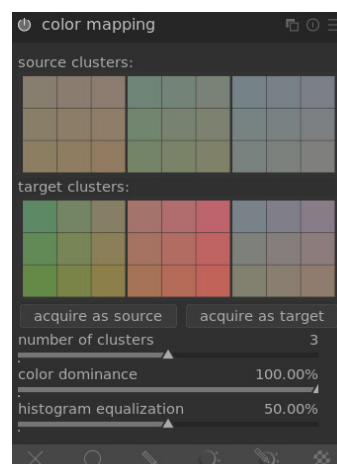 color mapping
source clusters:
target clusters:
acquire as source acquire as target
number of clusters 3
color dominance 100.00%
histogram equalization 50.00%